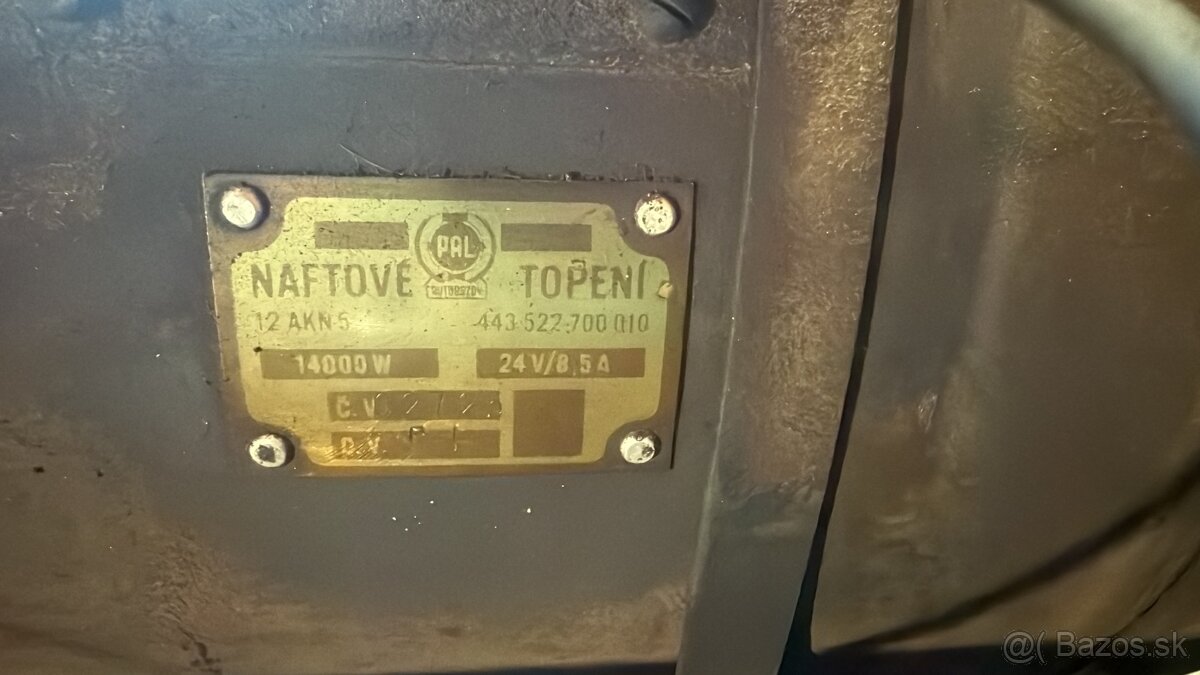 PAL
AUTOBRZDY
NAFTOVÉ TOPENÍ
12 AKN 5 443 522 700 010
14000 W 24 V/8,5 A
Č.V.
D.V.
@( Bazos.sk